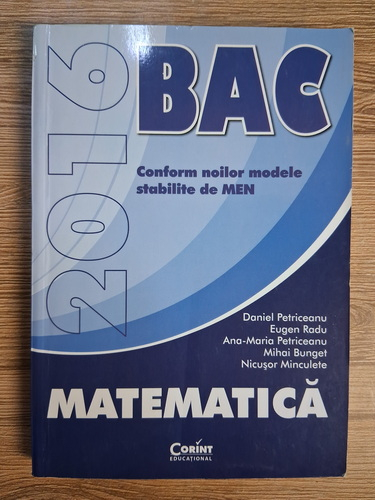 2016
BAC
Conform noilor modele
stabilite de MEN
Daniel Petriceanu
Eugen Radu
Ana-Maria Petriceanu
Mihai Bunget
Nicușor Minculete
MATEMATICĂ
CORINT
EDUCAȚIONAL